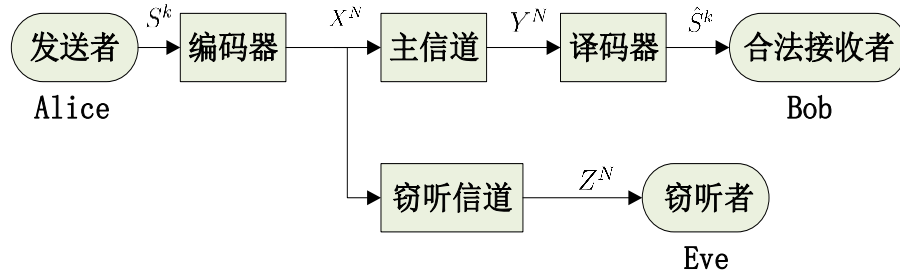 S^k X^N Y^N Ŝ^k
发送者 编码器 主信道 译码器 合法接收者
Alice Bob
Z^N
窃听信道 窃听者
Eve